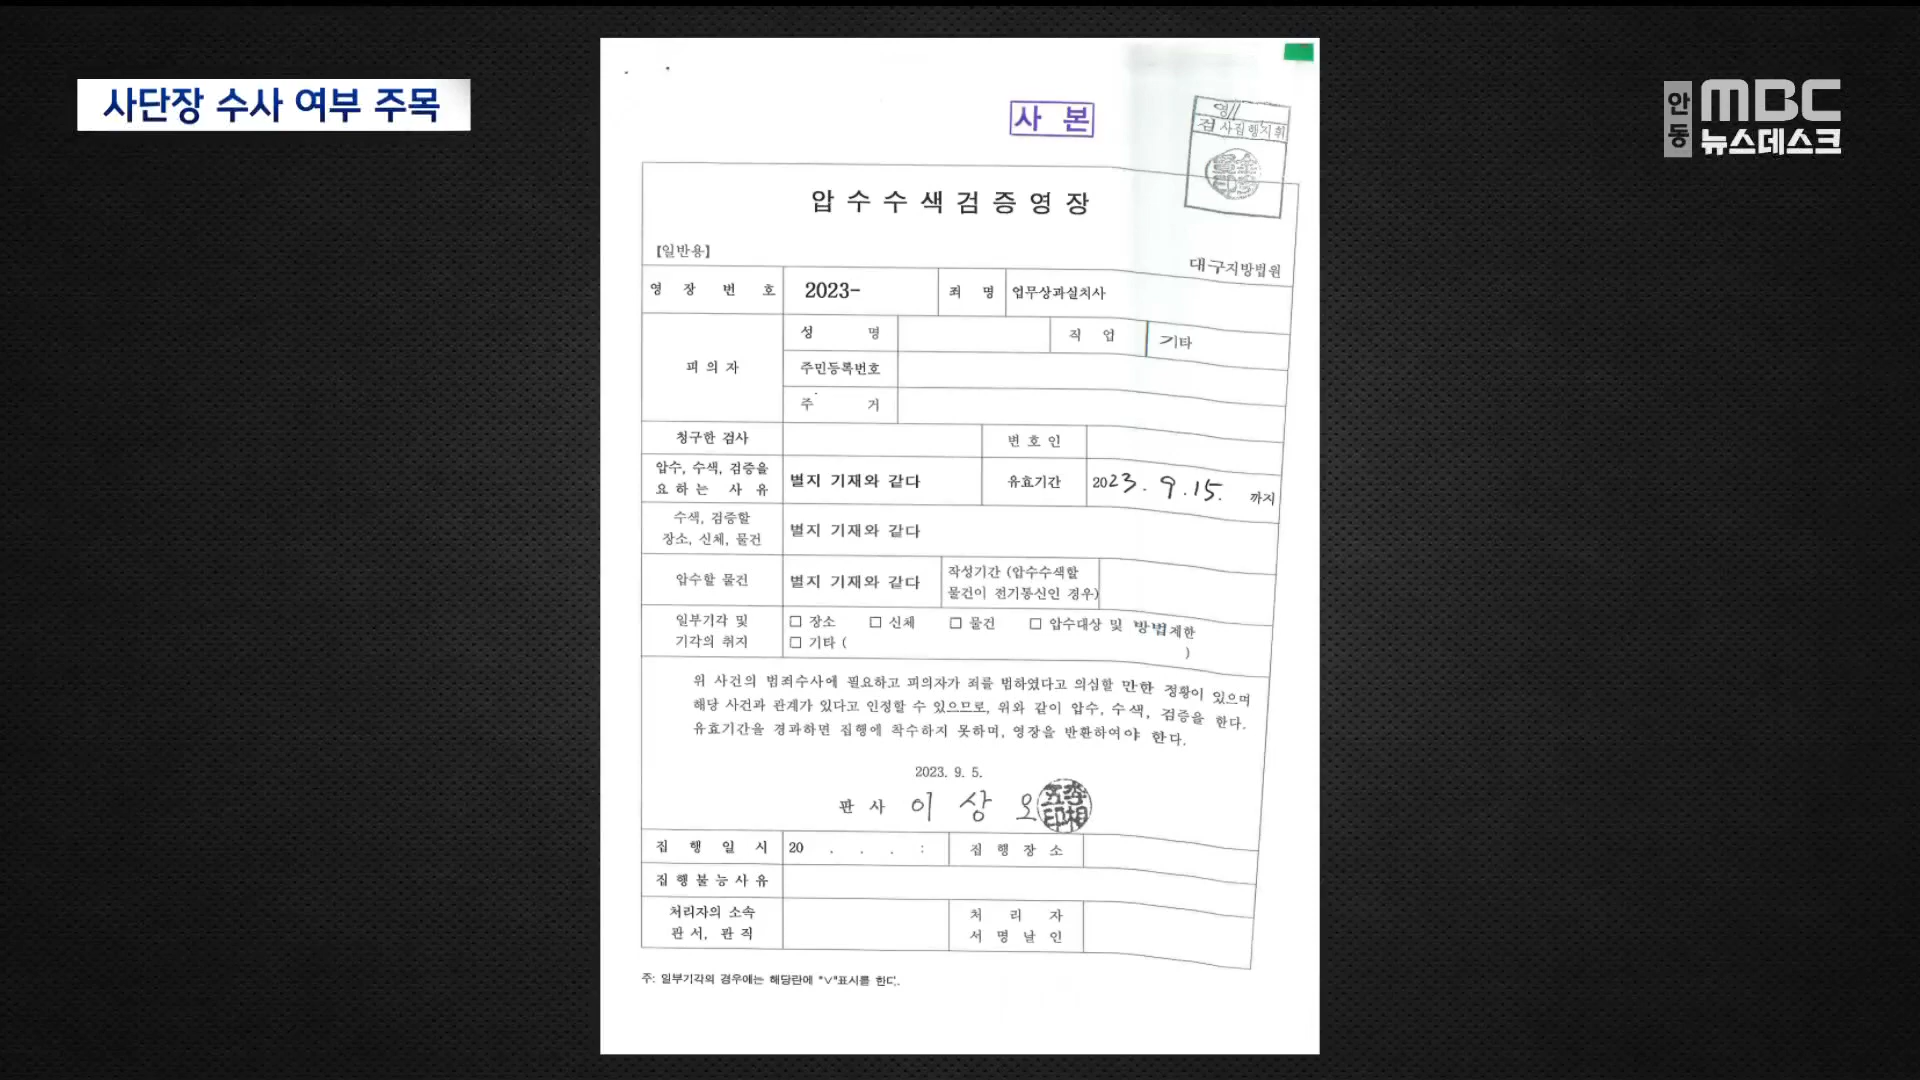 사단장 수사 여부 주목
안동
MBC
뉴스데스크
사 본
검사집행지휘
압수수색검증영장
【일반용】
대구지방법원
영 장 번 호 2023- 죄 명 업무상과실치사
피 의 자
성 명 직 업 기타
주민등록번호
주 거
청구한 검사 변 호 인
압수, 수색, 검증을
요 하 는 사 유
별지 기재와 같다 유효기간 2023. 9. 15. 까지
수색, 검증할
장소, 신체, 물건
별지 기재와 같다
압수할 물건 별지 기재와 같다
작성기간 (압수수색할
물건이 전기통신인 경우)
일부기각 및
기각의 취지
□ 장소 □ 신체 □ 물건 □ 압수대상 및 방법제한
□ 기타 ( )
위 사건의 범죄수사에 필요하고 피의자가 죄를 범하였다고 의심할 만한 정황이 있으며
해당 사건과 관계가 있다고 인정할 수 있으므로, 위와 같이 압수, 수색, 검증을 한다.
유효기간을 경과하면 집행에 착수하지 못하며, 영장을 반환하여야 한다.
2023. 9. 5.
판 사 이 상 오
집 행 일 시 20 . . . : 집 행 장 소
집 행 불 능 사 유
처리자의 소속
관 서, 관 직
처 리 자
서 명 날 인
주: 일부기각의 경우에는 해당란에 "∨"표시를 한다.